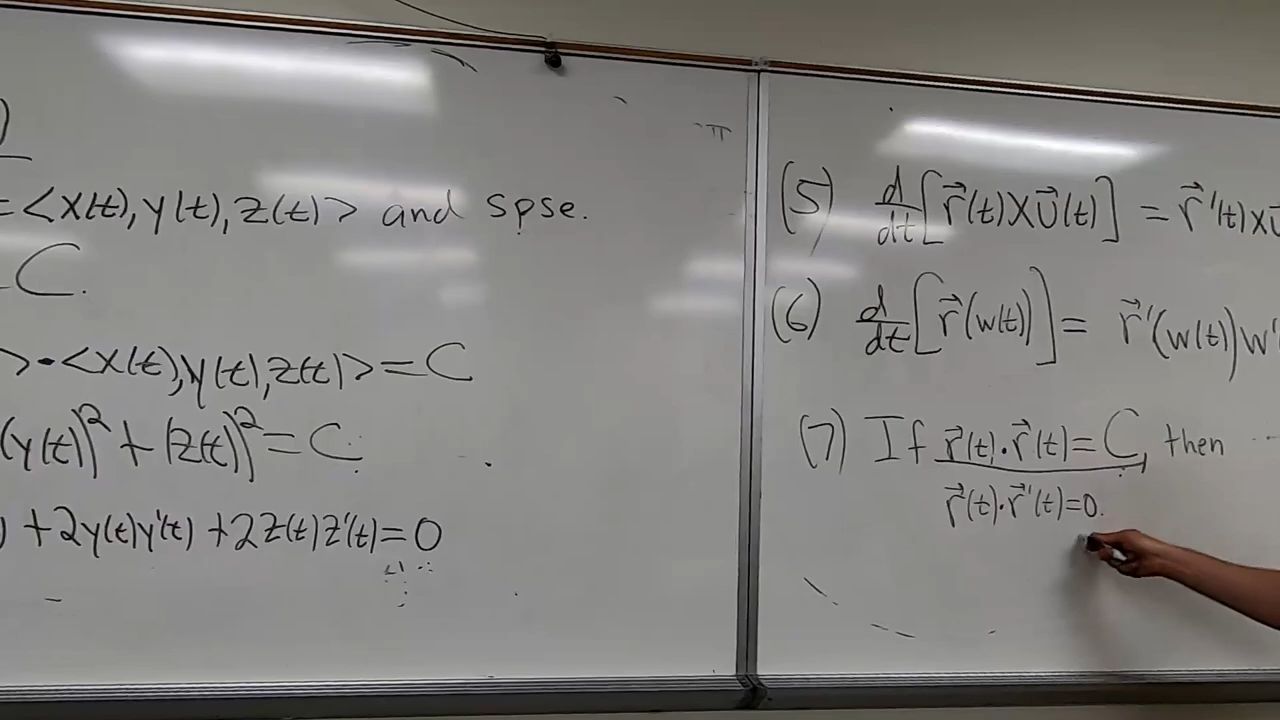 = <x(t), y(t), z(t)> and spse.
= C.
> · <x(t), y(t), z(t)> = C
(y(t))² + (z(t))² = C
) + 2y(t)y'(t) + 2z(t)z'(t) = 0
(5) d/dt [r⃗(t) × u⃗(t)] = r⃗'(t) × u⃗
(6) d/dt [r⃗(w(t))] = r⃗'(w(t)) w'
(7) If r⃗(t) · r⃗(t) = C, then
r⃗(t) · r⃗'(t) = 0.